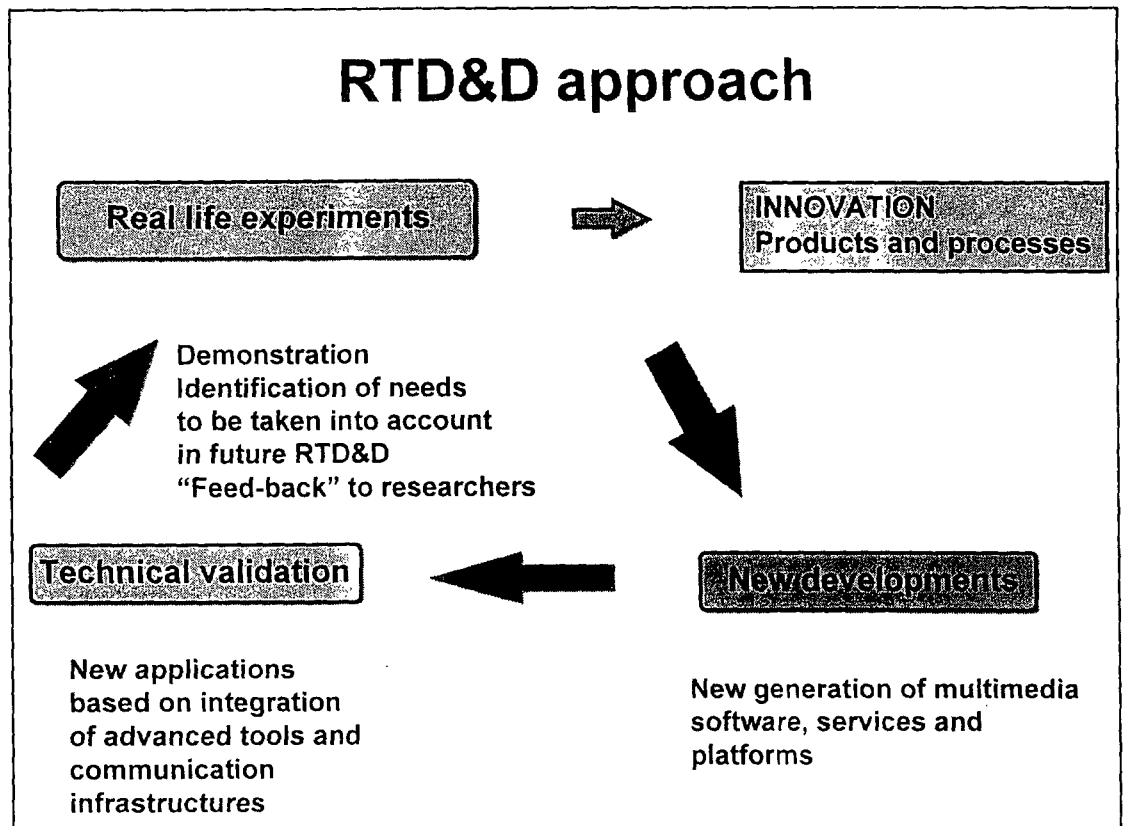 RTD&D approach
Real life experiments
INNOVATION
Products and processes
Demonstration
Identification of needs
to be taken into account
in future RTD&D
“Feed-back” to researchers
Technical validation
New developments
New applications
based on integration
of advanced tools and
communication
infrastructures
New generation of multimedia
software, services and
platforms